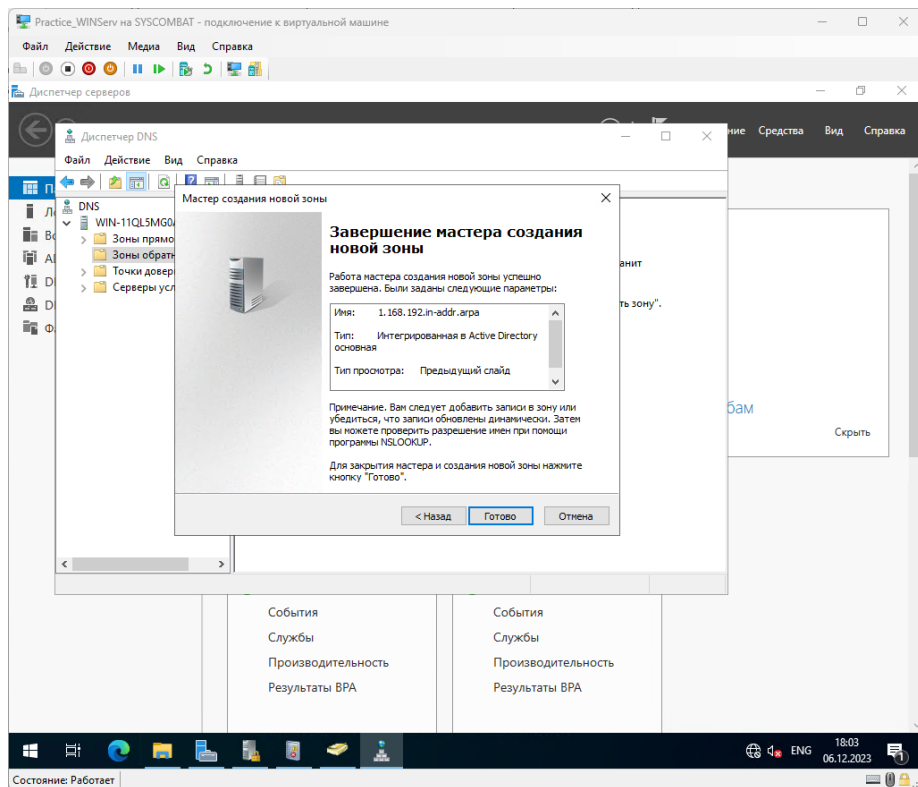 Practice_WINServ на SYSCOMBAT - подключение к виртуальной машине
Файл Действие Медиа Вид Справка
Диспетчер серверов
Средства Вид Справка
Диспетчер DNS
Файл Действие Вид Справка
DNS
WIN-11QL5MG0
Зоны прямо
Зоны обратн
Точки довер
Серверы усл
Мастер создания новой зоны
Завершение мастера создания
новой зоны
Работа мастера создания новой зоны успешно
завершена. Были заданы следующие параметры:
Имя: 1.168.192.in-addr.arpa
Тип: Интегрированная в Active Directory
основная
Тип просмотра: Предыдущий слайд
Примечание. Вам следует добавить записи в зону или
убедиться, что записи обновлены динамически. Затем
вы можете проверить разрешение имен при помощи
программы NSLOOKUP.
Для закрытия мастера и создания новой зоны нажмите
кнопку "Готово".
< Назад Готово Отмена
анит
ть зону".
бам
Скрыть
События
Службы
Производительность
Результаты BPA
События
Службы
Производительность
Результаты BPA
ENG
18:03
06.12.2023
1
Состояние: Работает